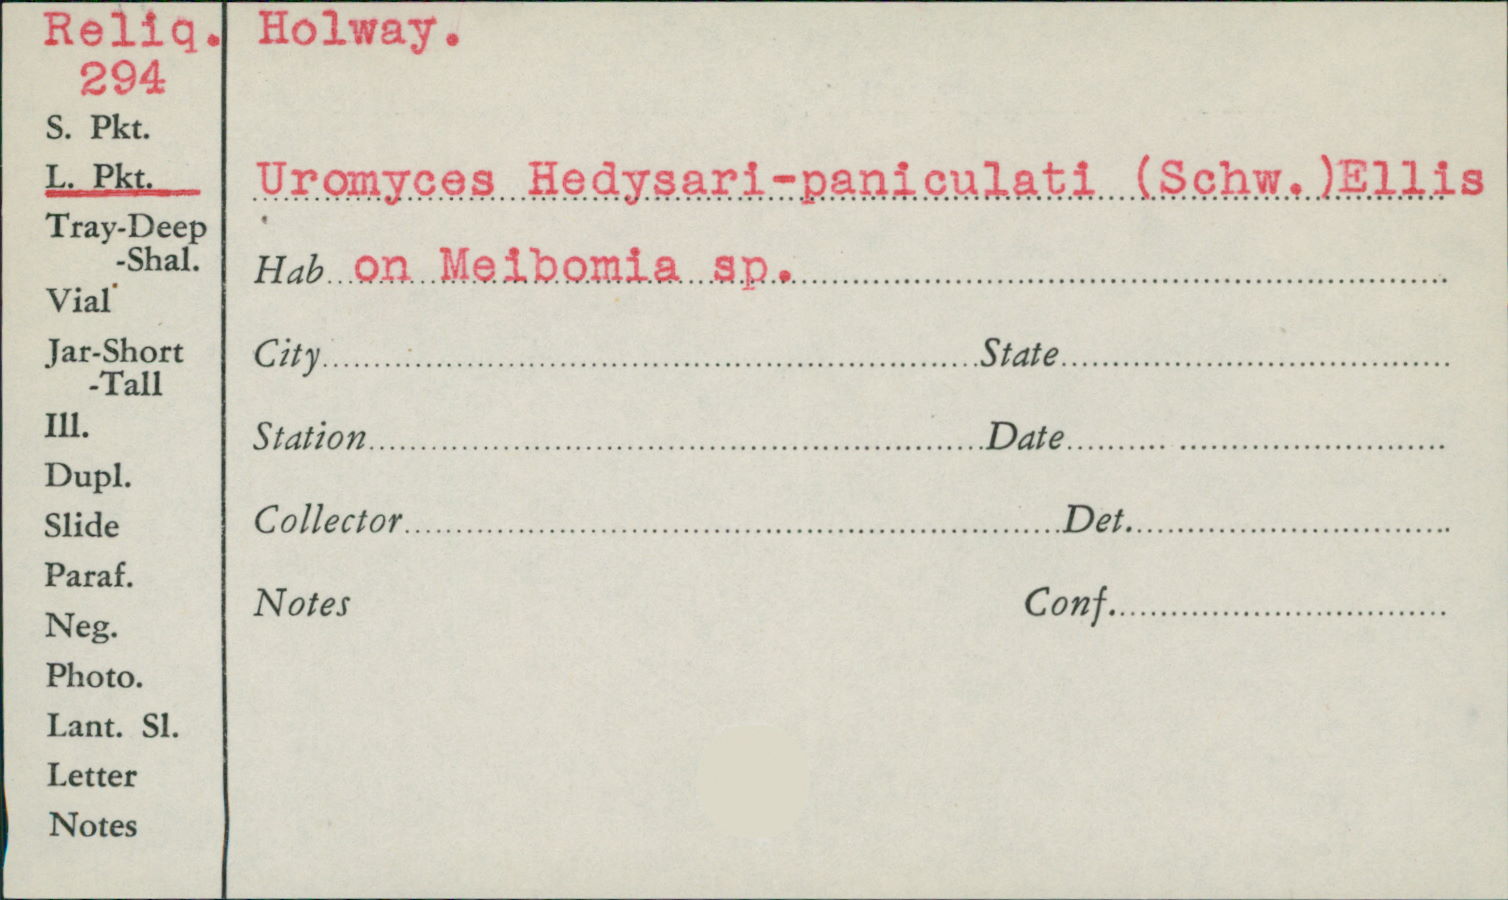 Reliq. Holway.
294
S. Pkt.
L. Pkt.
Uromyces Hedysari-paniculati (Schw.)Ellis
Tray-Deep
-Shal.
Hab on Meibomia sp.
Vial
Jar-Short
-Tall
City State
Ill.
Station Date
Dupl.
Slide
Collector Det.
Paraf.
Notes Conf.
Neg.
Photo.
Lant. Sl.
Letter
Notes